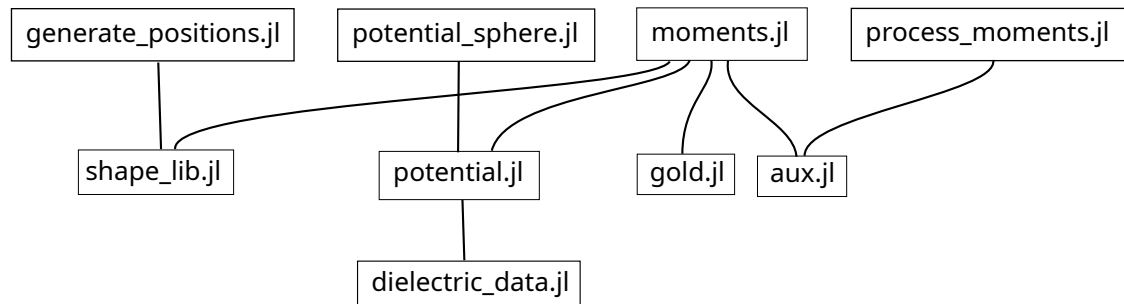 generate_positions.jl
potential_sphere.jl
moments.jl
process_moments.jl
shape_lib.jl
potential.jl
gold.jl
aux.jl
dielectric_data.jl